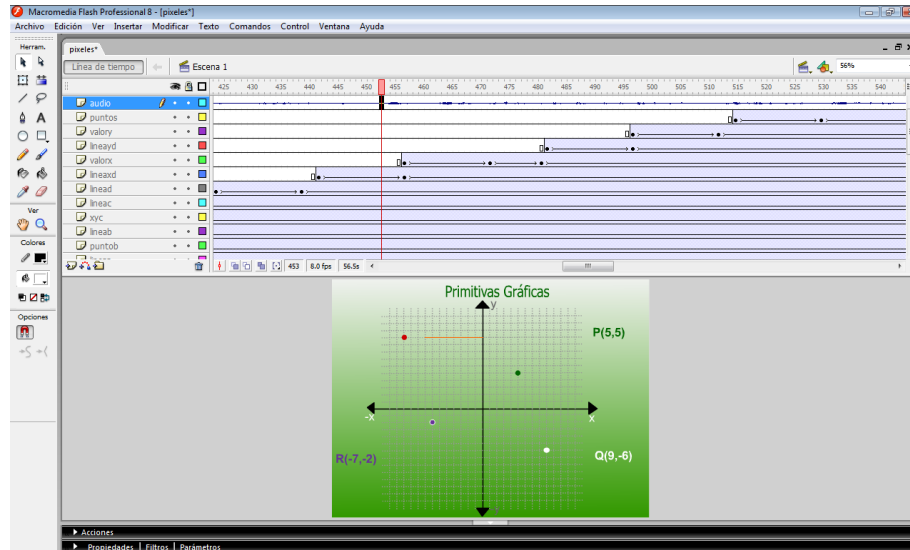 Macromedia Flash Professional 8 - [pixeles*]
Archivo Edición Ver Insertar Modificar Texto Comandos Control Ventana Ayuda
Herram.
pixeles*
Línea de tiempo
Escena 1
56%
425 430 435 440 445 450 455 460 465 470 475 480 485 490 495 500 505 510 515 520 525 530 535 540
audio
puntos
valory
lineayd
valorx
lineaxd
linead
lineac
xyc
lineab
puntob
453 8.0 fps 56.5s
Ver
Colores
Opciones
Primitivas Gráficas
y
P(5,5)
-x
x
R(-7,-2)
Q(9,-6)
Acciones
Propiedades Filtros Parámetros